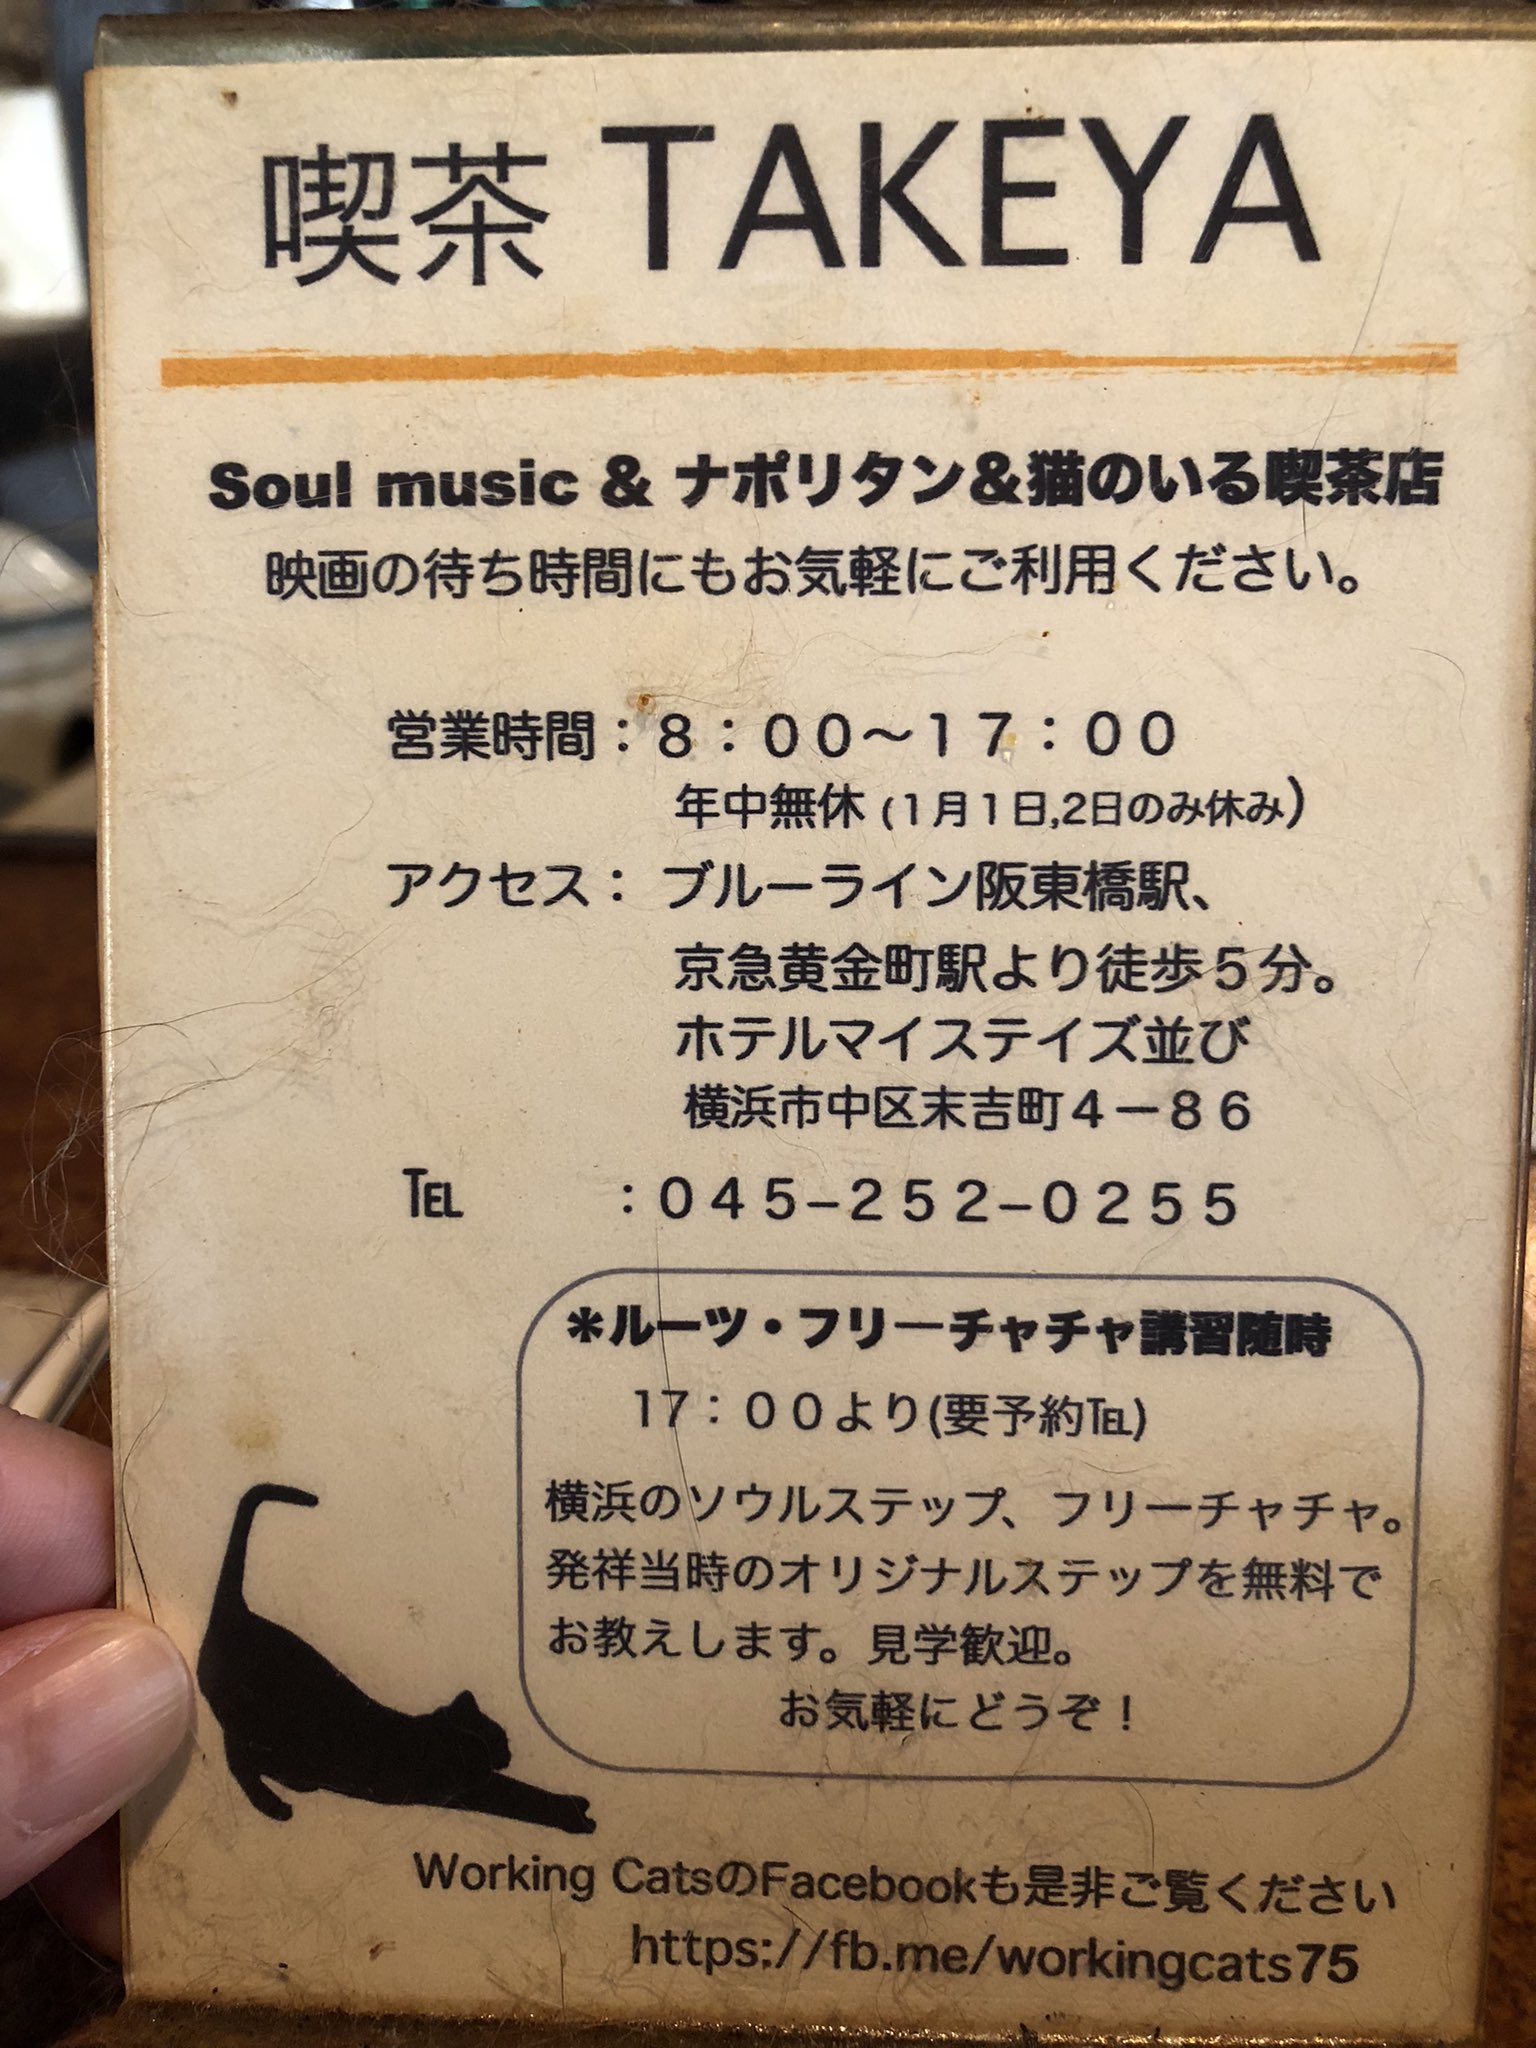 喫茶 TAKEYA
Soul music & ナポリタン&猫のいる喫茶店
映画の待ち時間にもお気軽にご利用ください。
営業時間：８：００〜１７：００
年中無休 (１月１日,2日のみ休み）
アクセス： ブルーライン阪東橋駅、
京急黄金町駅より徒歩５分。
ホテルマイステイズ並び
横浜市中区末吉町４ー８６
℡ ：０４５−２５２−０２５５
＊ルーツ・フリーチャチャ講習随時
17：００より(要予約℡)
横浜のソウルステップ、フリーチャチャ。
発祥当時のオリジナルステップを無料で
お教えします。見学歓迎。
お気軽にどうぞ！
Working CatsのFacebookも是非ご覧ください
https://fb.me/workingcats75